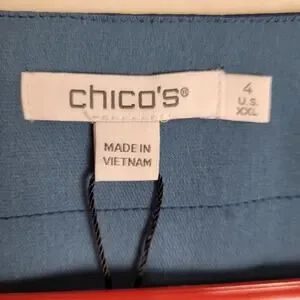 chico's®
4
U.S.
XXL
MADE IN
VIETNAM